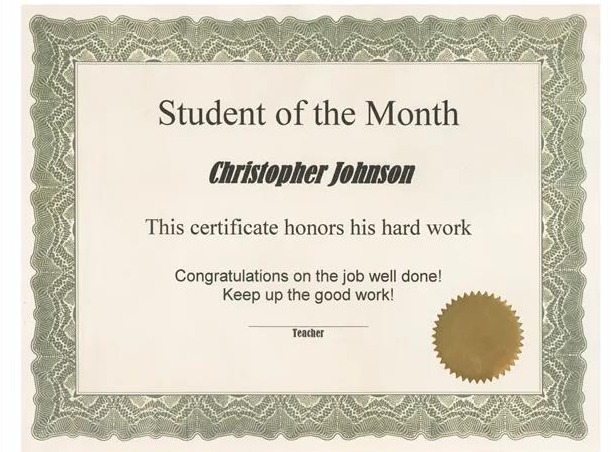 Student of the Month
Christopher Johnson
This certificate honors his hard work
Congratulations on the job well done!
Keep up the good work!
Teacher